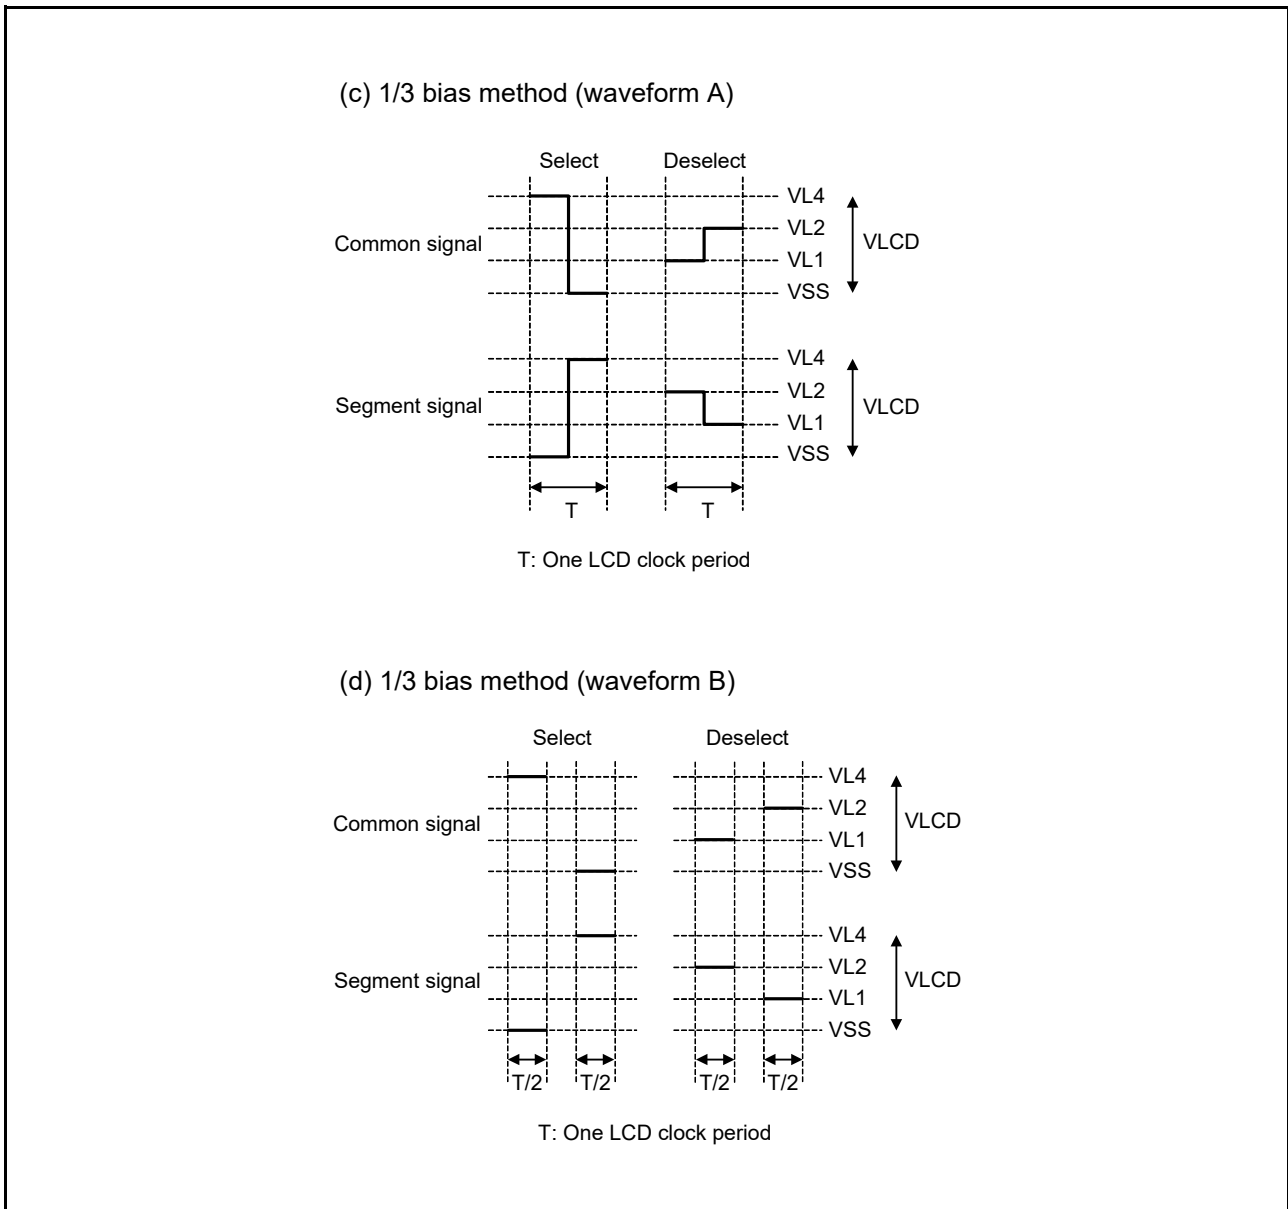 (c) 1/3 bias method (waveform A)
Select Deselect
VL4
VL2
Common signal VLCD
VL1
VSS
VL4
VL2
Segment signal VLCD
VL1
VSS
T T
T: One LCD clock period
(d) 1/3 bias method (waveform B)
Select Deselect
VL4
VL2
Common signal VLCD
VL1
VSS
VL4
VL2
Segment signal VLCD
VL1
VSS
T/2 T/2 T/2 T/2
T: One LCD clock period